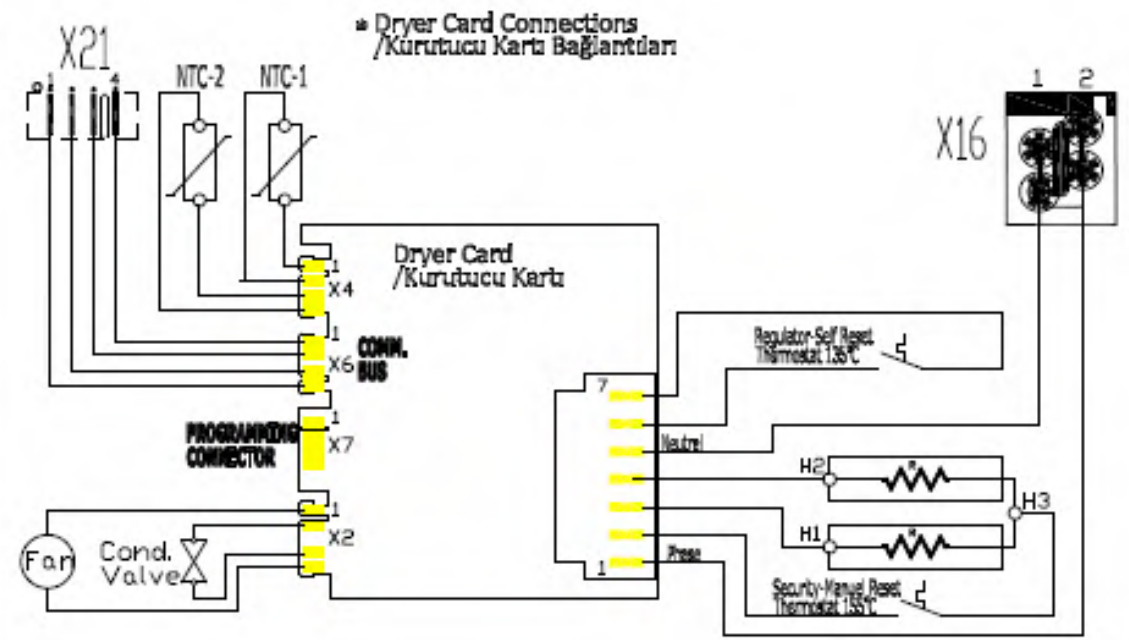 * Dryer Card Connections
/Kurutucu Kartı Bağlantıları
X21
1 4
NTC-2
NTC-1
1 2
X16
Dryer Card
/Kurutucu Kartı
1
X4
1
X6
COMM.
BUS
1
X7
PROGRAMMING
CONNECTOR
1
X2
Fan
Cond.
Valve
7
1
Regulator-Self Reset
Thermostat 135°C
Neutrel
H2
R
H3
H1
R
Phese
Security-Manual Reset
Thermostat 155°C